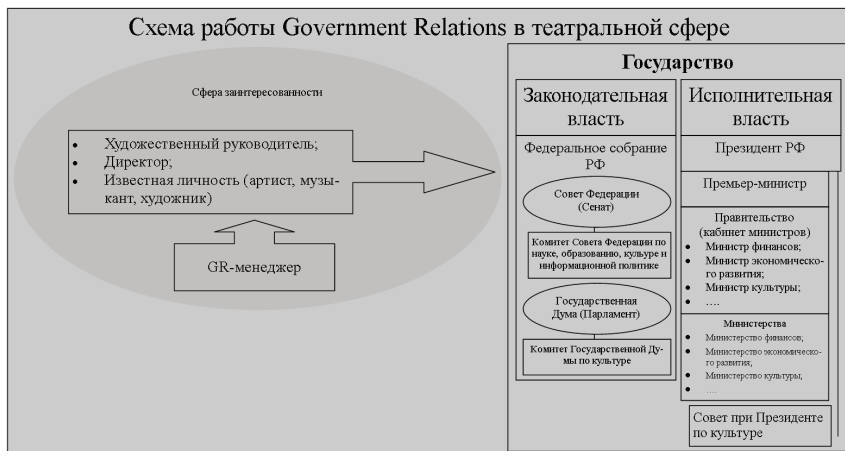 Схема работы Government Relations в театральной сфере
Сфера заинтересованности
• Художественный руководитель;
• Директор;
• Известная личность (артист, музы-
кант, художник)
GR-менеджер
Государство
Законодательная
власть
Федеральное собрание
РФ
Совет Федерации
(Сенат)
Комитет Совета Федерации по
науке, образованию, культуре и
информационной политике
Государственная
Дума (Парламент)
Комитет Государственной Ду-
мы по культуре
Исполнительная
власть
Президент РФ
Премьер-министр
Правительство
(кабинет министров)
• Министр финансов;
• Министр экономическо-
го развития;
• Министр культуры;
• ….
Министерства
• Министерство финансов;
• Министерство экономическо-
го развития;
• Министерство культуры;
• ….
Совет при Президенте
по культуре